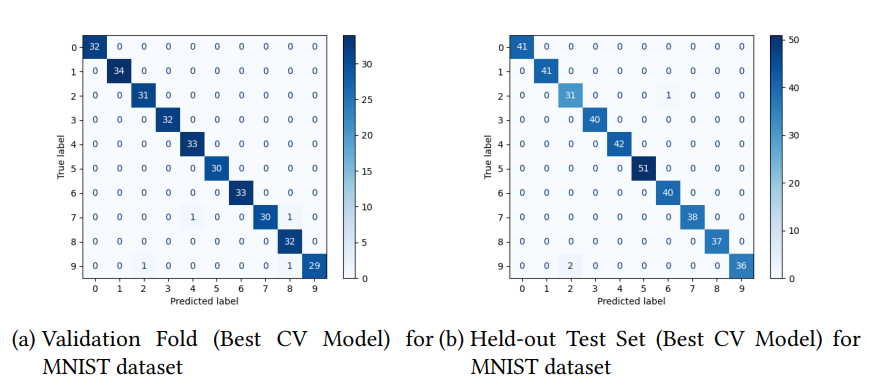 0 32 0 0 0 0 0 0 0 0 0
1 0 34 0 0 0 0 0 0 0 0
2 0 0 31 0 0 0 0 0 0 0
3 0 0 0 32 0 0 0 0 0 0
4 0 0 0 0 33 0 0 0 0 0
5 0 0 0 0 0 30 0 0 0 0
6 0 0 0 0 0 0 33 0 0 0
7 0 0 0 0 1 0 0 30 1 0
8 0 0 0 0 0 0 0 0 32 0
9 0 0 1 0 0 0 0 0 1 29
0 1 2 3 4 5 6 7 8 9
Predicted label
True label
30
25
20
15
10
5
0
0 41 0 0 0 0 0 0 0 0 0
1 0 41 0 0 0 0 0 0 0 0
2 0 0 31 0 0 0 1 0 0 0
3 0 0 0 40 0 0 0 0 0 0
4 0 0 0 0 42 0 0 0 0 0
5 0 0 0 0 0 51 0 0 0 0
6 0 0 0 0 0 0 40 0 0 0
7 0 0 0 0 0 0 0 38 0 0
8 0 0 0 0 0 0 0 0 37 0
9 0 0 2 0 0 0 0 0 0 36
0 1 2 3 4 5 6 7 8 9
Predicted label
True label
50
40
30
20
10
0
(a) Validation Fold (Best CV Model) for
MNIST dataset
(b) Held-out Test Set (Best CV Model) for
MNIST dataset